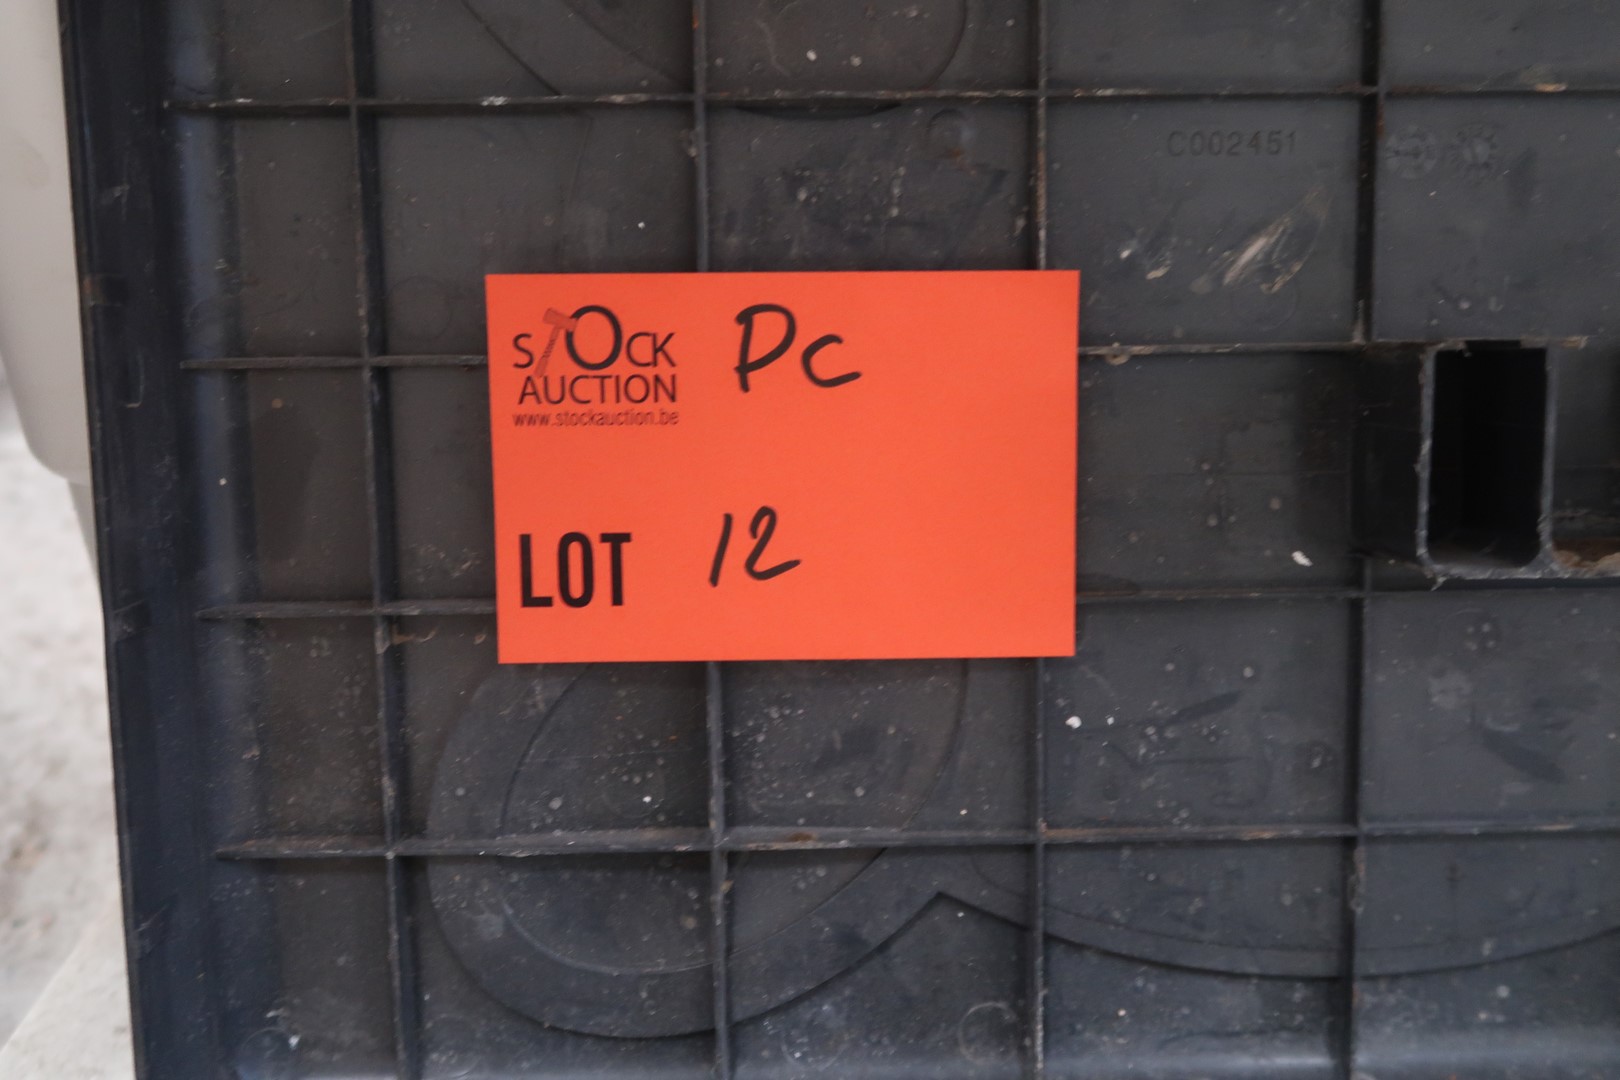 C002451
STOCK
AUCTION
www.stockauction.be
PC
LOT 12